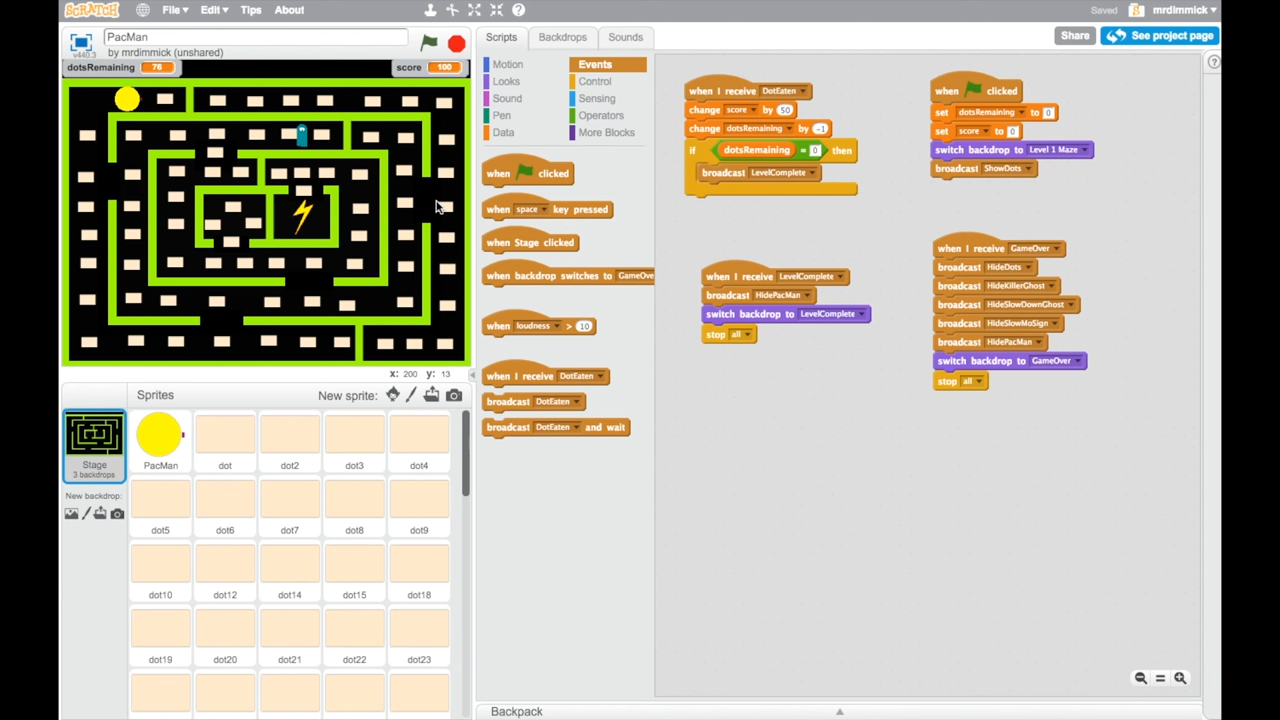 SCRATCH File Edit Tips About Saved mrdimmick
PacMan
by mrdimmick (unshared)
v440.3
Scripts Backdrops Sounds
Share See project page
dotsRemaining 76 score 100
Motion Events
Looks Control
Sound Sensing
Pen Operators
Data More Blocks
when clicked
when space key pressed
when Stage clicked
when backdrop switches to GameOve
when loudness > 10
when I receive DotEaten
broadcast DotEaten
broadcast DotEaten and wait
when I receive DotEaten
change score by 50
change dotsRemaining by -1
if dotsRemaining = 0 then
broadcast LevelComplete
when I receive LevelComplete
broadcast HidePacMan
switch backdrop to LevelComplete
stop all
when clicked
set dotsRemaining to 0
set score to 0
switch backdrop to Level 1 Maze
broadcast ShowDots
when I receive GameOver
broadcast HideDots
broadcast HideKillerGhost
broadcast HideSlowDownGhost
broadcast HideSlowMoSign
broadcast HidePacMan
switch backdrop to GameOver
stop all
x: 200 y: 13
Sprites New sprite:
Stage
3 backdrops
New backdrop:
PacMan dot dot2 dot3 dot4
dot5 dot6 dot7 dot8 dot9
dot10 dot12 dot14 dot15 dot18
dot19 dot20 dot21 dot22 dot23
Backpack